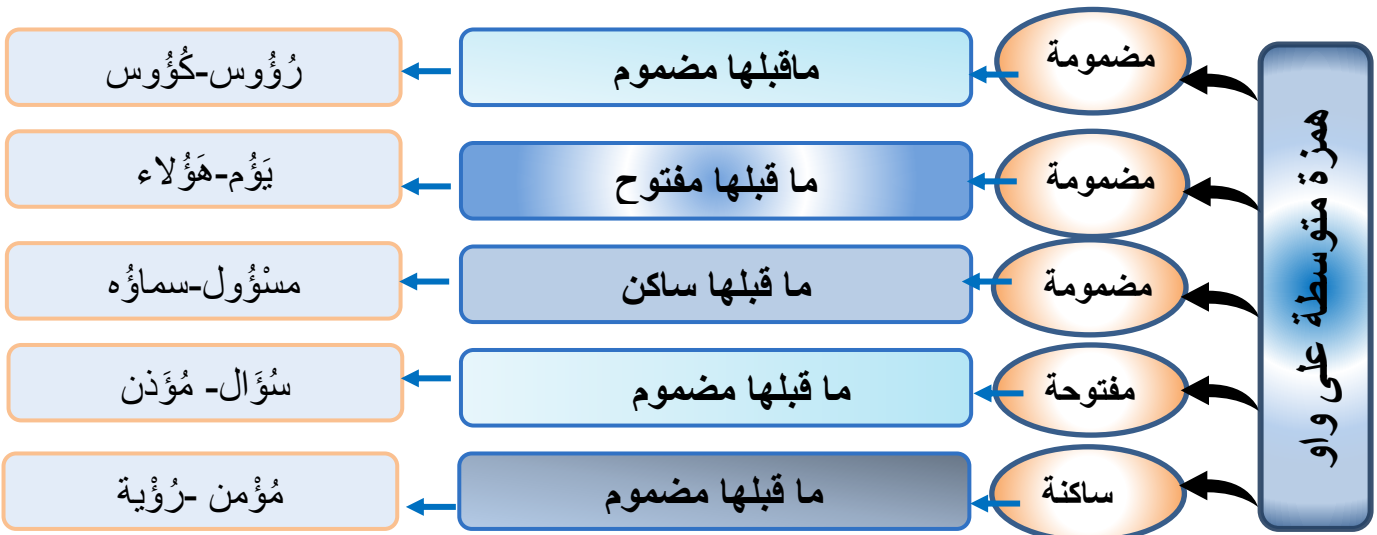 همزة متوسطة على واو
مضمومة
ماقبلها مضموم
رُؤُوس-كُؤُوس
مضمومة
ما قبلها مفتوح
يَؤُم-هَؤُلاء
مضمومة
ما قبلها ساكن
مسْؤُول-سماؤُه
مفتوحة
ما قبلها مضموم
سُؤَال- مُؤَذن
ساكنة
ما قبلها مضموم
مُؤْمن -رُؤْية